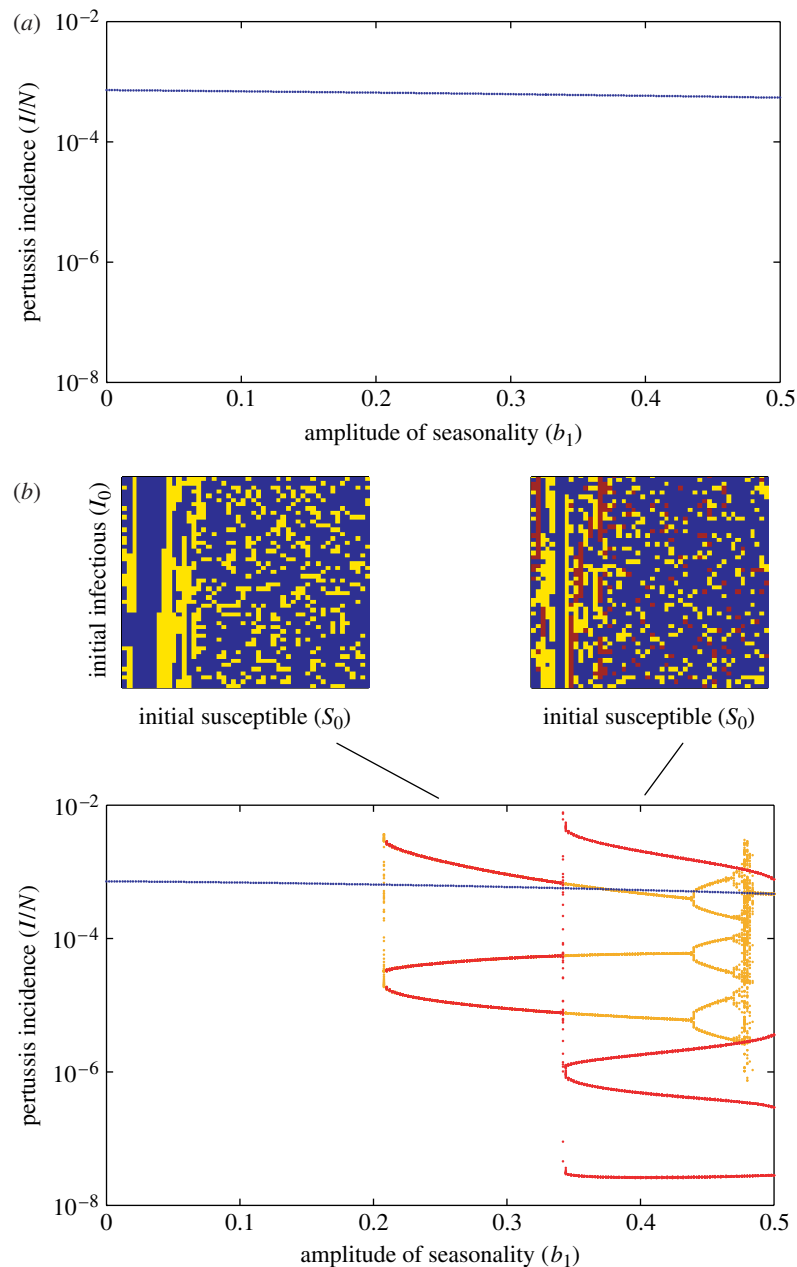 (a)
10⁻²
10⁻⁴
10⁻⁶
10⁻⁸
pertussis incidence (I/N)
0 0.1 0.2 0.3 0.4 0.5
amplitude of seasonality (b₁)
(b)
initial infectious (I₀)
initial susceptible (S₀)
initial susceptible (S₀)
10⁻²
10⁻⁴
10⁻⁶
10⁻⁸
pertussis incidence (I/N)
0 0.1 0.2 0.3 0.4 0.5
amplitude of seasonality (b₁)